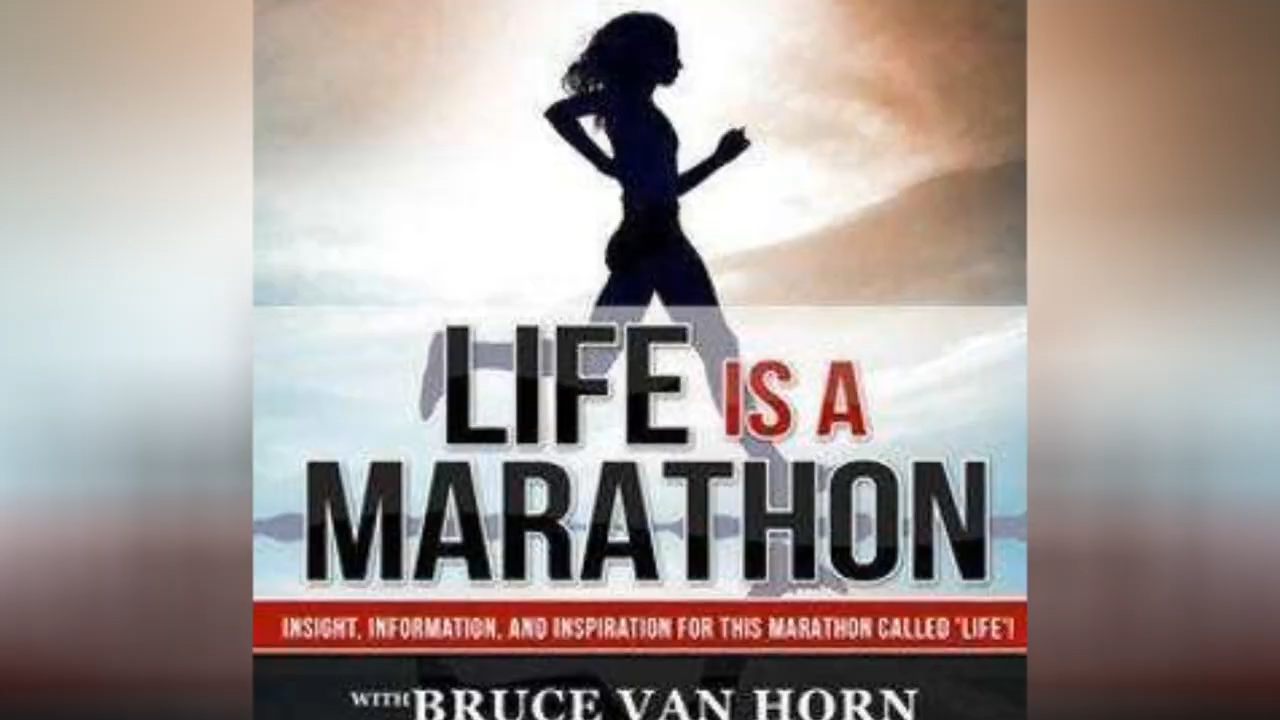 LIFE IS A
MARATHON
INSIGHT, INFORMATION, AND INSPIRATION FOR THIS MARATHON CALLED "LIFE"!
WITH BRUCE VAN HORN